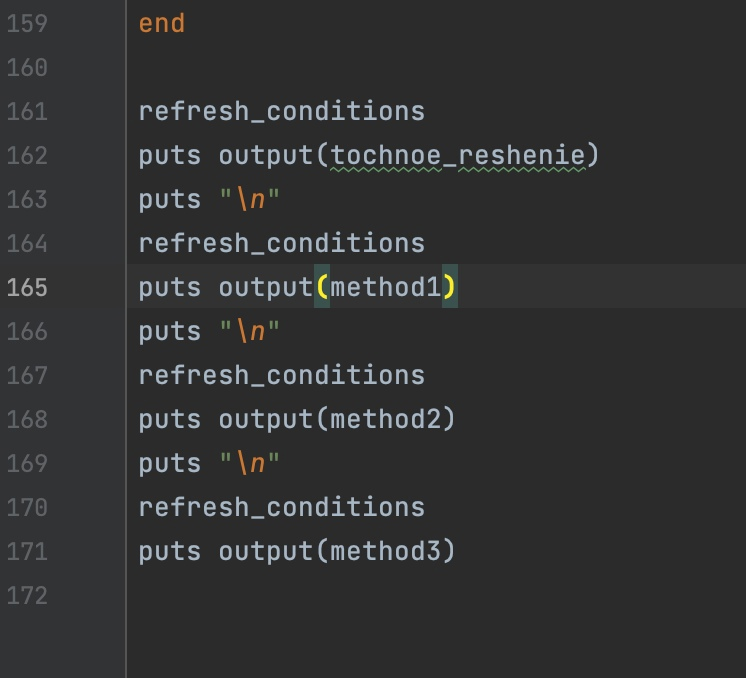 159 end
160
161 refresh_conditions
162 puts output(tochnoe_reshenie)
163 puts "\n"
164 refresh_conditions
165 puts output(method1)
166 puts "\n"
167 refresh_conditions
168 puts output(method2)
169 puts "\n"
170 refresh_conditions
171 puts output(method3)
172